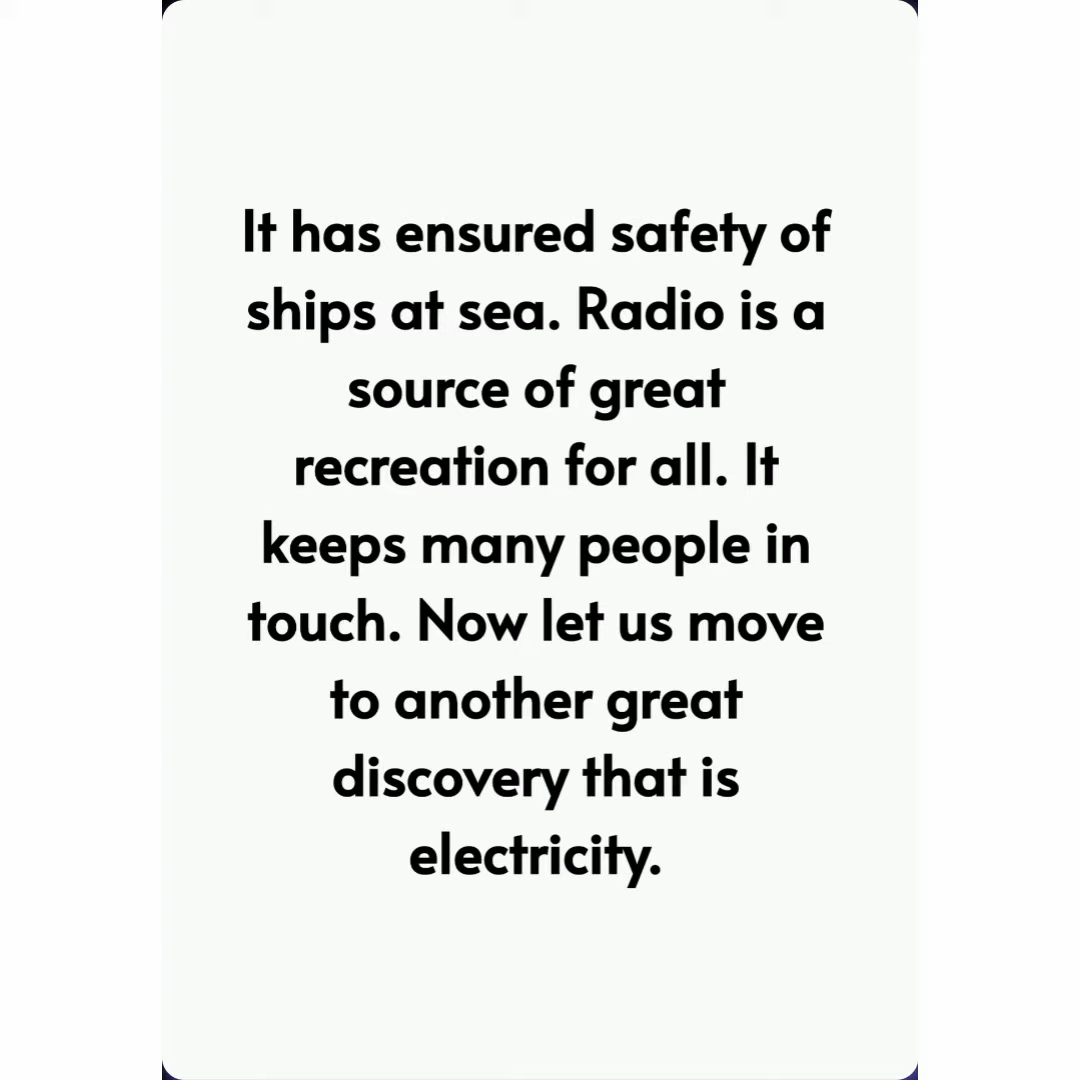 It has ensured safety of
ships at sea. Radio is a
source of great
recreation for all. It
keeps many people in
touch. Now let us move
to another great
discovery that is
electricity.